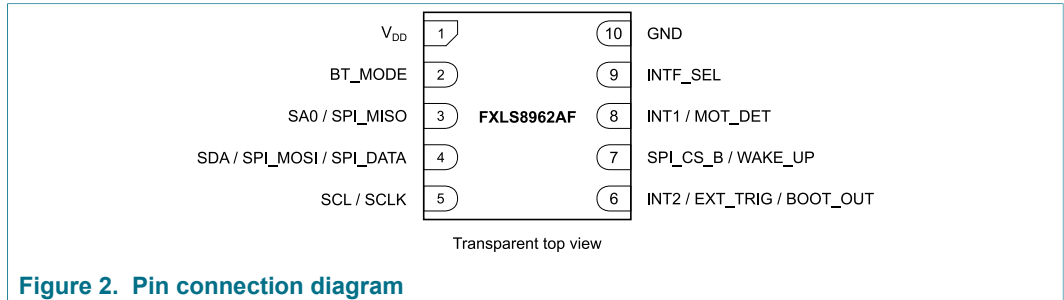 V_DD 1 10 GND
BT_MODE 2 9 INTF_SEL
SA0 / SPI_MISO 3 FXLS8962AF 8 INT1 / MOT_DET
SDA / SPI_MOSI / SPI_DATA 4 7 SPI_CS_B / WAKE_UP
SCL / SCLK 5 6 INT2 / EXT_TRIG / BOOT_OUT
Transparent top view
Figure 2. Pin connection diagram